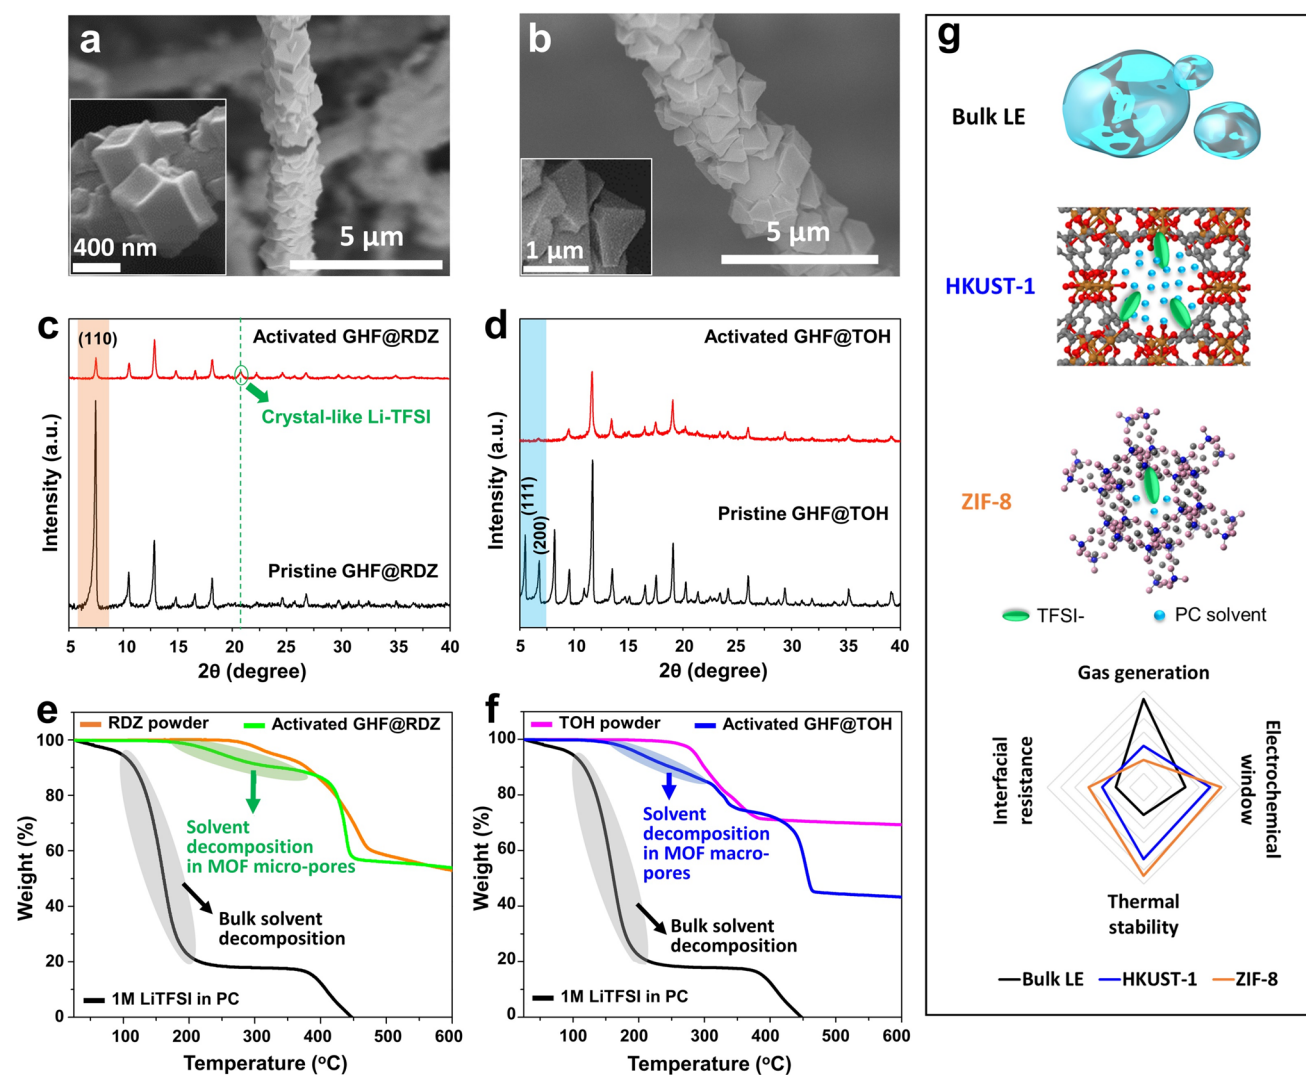 a
400 nm
5 μm
b
1 μm
5 μm
c
(110)
Activated GHF@RDZ
Crystal-like Li-TFSI
Pristine GHF@RDZ
Intensity (a.u.)
5 10 15 20 25 30 35 40
2θ (degree)
d
Activated GHF@TOH
(111)
(200)
Pristine GHF@TOH
Intensity (a.u.)
5 10 15 20 25 30 35 40
2θ (degree)
e
RDZ powder
Activated GHF@RDZ
Solvent
decomposition
in MOF micro-pores
Bulk solvent
decomposition
1M LiTFSI in PC
Weight (%)
100
80
60
40
20
0
100 200 300 400 500 600
Temperature (ºC)
f
TOH powder
Activated GHF@TOH
Solvent
decomposition
in MOF macro-
pores
Bulk solvent
decomposition
1M LiTFSI in PC
Weight (%)
100
80
60
40
20
0
100 200 300 400 500 600
Temperature (ºC)
g
Bulk LE
HKUST-1
ZIF-8
TFSI-
PC solvent
Gas generation
Interfacial
resistance
Electrochemical
window
Thermal
stability
Bulk LE
HKUST-1
ZIF-8